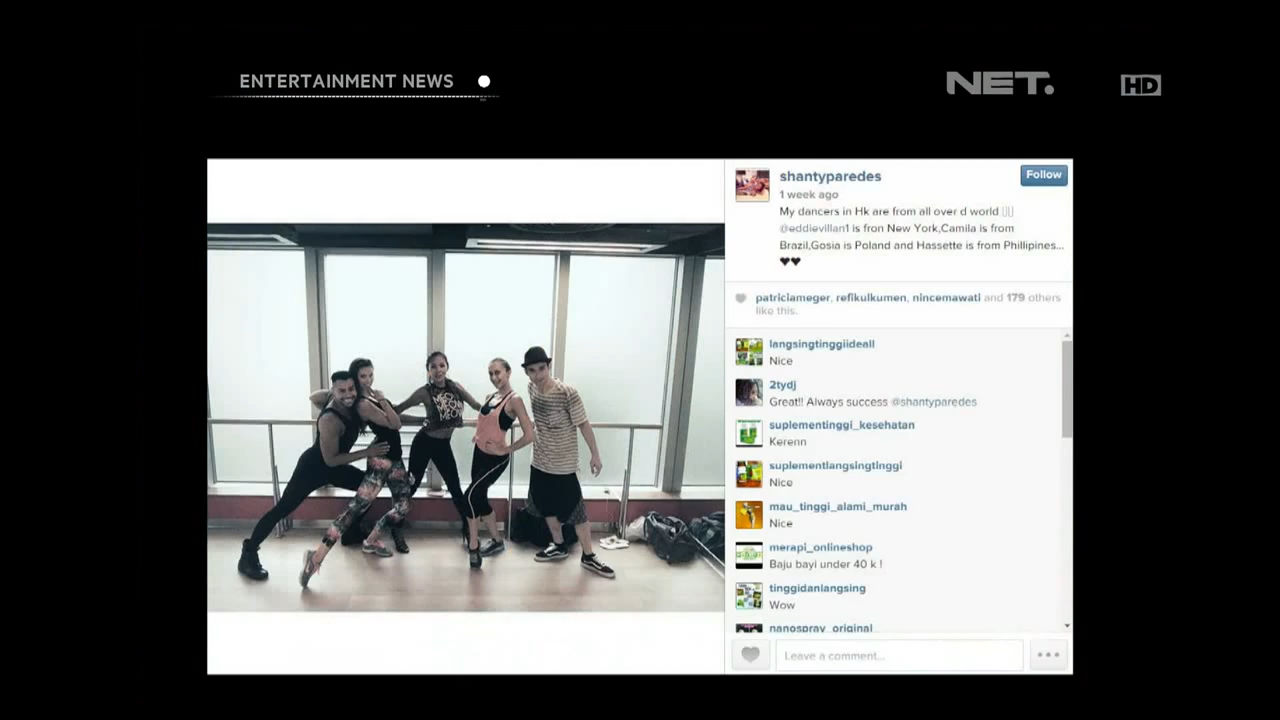 ENTERTAINMENT NEWS
NET.
HD
shantyparedes
Follow
1 week ago
My dancers in Hk are from all over d world
@eddievillan1 is fron New York,Camila is from
Brazil,Gosia is Poland and Hassette is from Phillipines...
♥♥
patriciameger, refikulkumen, nincemawati and 179 others
like this.
langsingtinggiideall
Nice
2tydj
Great!! Always success @shantyparedes
suplementinggi_kesehatan
Kerenn
suplementlangsingtinggi
Nice
mau_tinggi_alami_murah
Nice
merapi_onlineshop
Baju bayi under 40 k !
tinggidanlangsing
Wow
nanospray_original
Leave a comment...
MEOW
MEOW